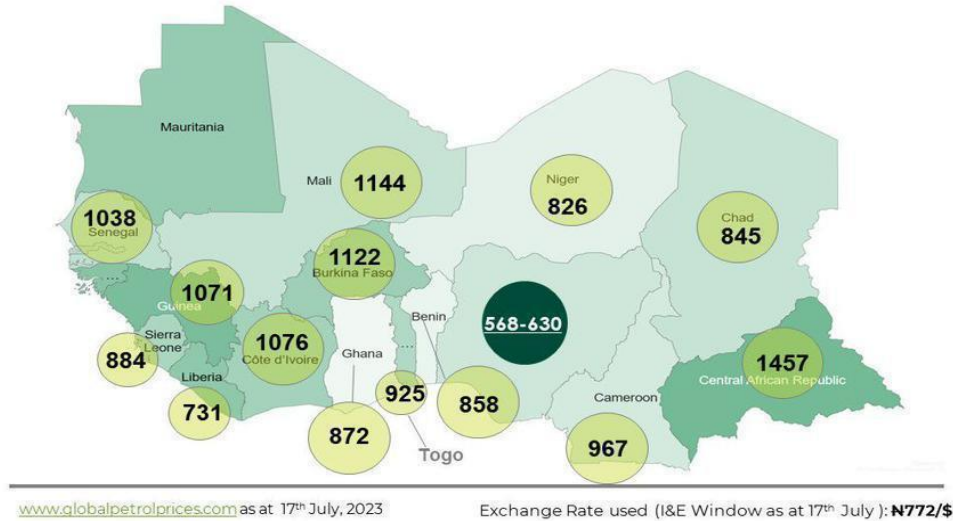 Mauritania
Mali
1144
Niger
826
Chad
845
1038
Senegal
...
1122
Burkina Faso
1071
Guinea
Sierra
Leone
884
Liberia
731
1076
Côte d'Ivoire
Ghana
872
...
925
Togo
Benin
858
568-630
Cameroon
967
1457
Central African Republic
www.globalpetrolprices.com as at 17th July, 2023
Exchange Rate used (I&E Window as at 17th July ): ₦772/$